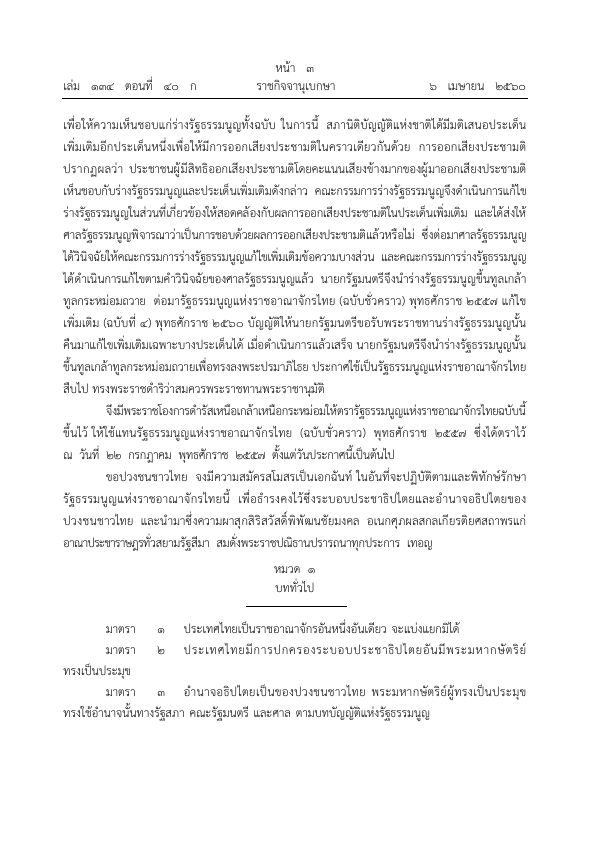 หน้า ๓
เล่ม ๑๓๔ ตอนที่ ๔๐ ก ราชกิจจานุเบกษา ๖ เมษายน ๒๕๖๐
เพื่อให้ความเห็นชอบแก่ร่างรัฐธรรมนูญทั้งฉบับ ในการนี้ สภานิติบัญญัติแห่งชาติได้มีมติเสนอประเด็น
เพิ่มเติมอีกประเด็นหนึ่งเพื่อให้มีการออกเสียงประชามติในคราวเดียวกันด้วย การออกเสียงประชามติ
ปรากฏผลว่า ประชาชนผู้มีสิทธิออกเสียงประชามติโดยคะแนนเสียงข้างมากของผู้มาออกเสียงประชามติ
เห็นชอบกับร่างรัฐธรรมนูญและประเด็นเพิ่มเติมดังกล่าว คณะกรรมการร่างรัฐธรรมนูญจึงดำเนินการแก้ไข
ร่างรัฐธรรมนูญในส่วนที่เกี่ยวข้องให้สอดคล้องกับผลการออกเสียงประชามติในประเด็นเพิ่มเติม และได้ส่งให้
ศาลรัฐธรรมนูญพิจารณาว่าเป็นการชอบด้วยผลการออกเสียงประชามติแล้วหรือไม่ ซึ่งต่อมาศาลรัฐธรรมนูญ
ได้วินิจฉัยให้คณะกรรมการร่างรัฐธรรมนูญแก้ไขเพิ่มเติมข้อความบางส่วน และคณะกรรมการร่างรัฐธรรมนูญ
ได้ดำเนินการแก้ไขตามคำวินิจฉัยของศาลรัฐธรรมนูญแล้ว นายกรัฐมนตรีจึงนำร่างรัฐธรรมนูญขึ้นทูลเกล้า
ทูลกระหม่อมถวาย ต่อมารัฐธรรมนูญแห่งราชอาณาจักรไทย (ฉบับชั่วคราว) พุทธศักราช ๒๕๕๗ แก้ไข
เพิ่มเติม (ฉบับที่ ๔) พุทธศักราช ๒๕๖๐ บัญญัติให้นายกรัฐมนตรีขอรับพระราชทานร่างรัฐธรรมนูญนั้น
คืนมาแก้ไขเพิ่มเติมเฉพาะบางประเด็นได้ เมื่อดำเนินการแล้วเสร็จ นายกรัฐมนตรีจึงนำร่างรัฐธรรมนูญนั้น
ขึ้นทูลเกล้าทูลกระหม่อมถวายเพื่อทรงลงพระปรมาภิไธย ประกาศใช้เป็นรัฐธรรมนูญแห่งราชอาณาจักรไทย
สืบไป ทรงพระราชดำริว่าสมควรพระราชทานพระราชานุมัติ
จึงมีพระราชโองการดำรัสเหนือเกล้าเหนือกระหม่อมให้ตรารัฐธรรมนูญแห่งราชอาณาจักรไทยฉบับนี้
ขึ้นไว้ ให้ใช้แทนรัฐธรรมนูญแห่งราชอาณาจักรไทย (ฉบับชั่วคราว) พุทธศักราช ๒๕๕๗ ซึ่งได้ตราไว้
ณ วันที่ ๒๒ กรกฎาคม พุทธศักราช ๒๕๕๗ ตั้งแต่วันประกาศนี้เป็นต้นไป
ขอปวงชนชาวไทย จงมีความสมัครสโมสรเป็นเอกฉันท์ ในอันที่จะปฏิบัติตามและพิทักษ์รักษา
รัฐธรรมนูญแห่งราชอาณาจักรไทยนี้ เพื่อธำรงคงไว้ซึ่งระบอบประชาธิปไตยและอำนาจอธิปไตยของ
ปวงชนชาวไทย และนำมาซึ่งความผาสุกสิริสวัสดิ์พิพัฒนชัยมงคล อเนกศุภผลสกลเกียรติยศสถาพรแก่
อาณาประชาราษฎรทั่วสยามรัฐสีมา สมดั่งพระราชปณิธานปรารถนาทุกประการ เทอญ
หมวด ๑
บททั่วไป
มาตรา ๑ ประเทศไทยเป็นราชอาณาจักรอันหนึ่งอันเดียว จะแบ่งแยกมิได้
มาตรา ๒ ประเทศไทยมีการปกครองระบอบประชาธิปไตยอันมีพระมหากษัตริย์
ทรงเป็นประมุข
มาตรา ๓ อำนาจอธิปไตยเป็นของปวงชนชาวไทย พระมหากษัตริย์ผู้ทรงเป็นประมุข
ทรงใช้อำนาจนั้นทางรัฐสภา คณะรัฐมนตรี และศาล ตามบทบัญญัติแห่งรัฐธรรมนูญ